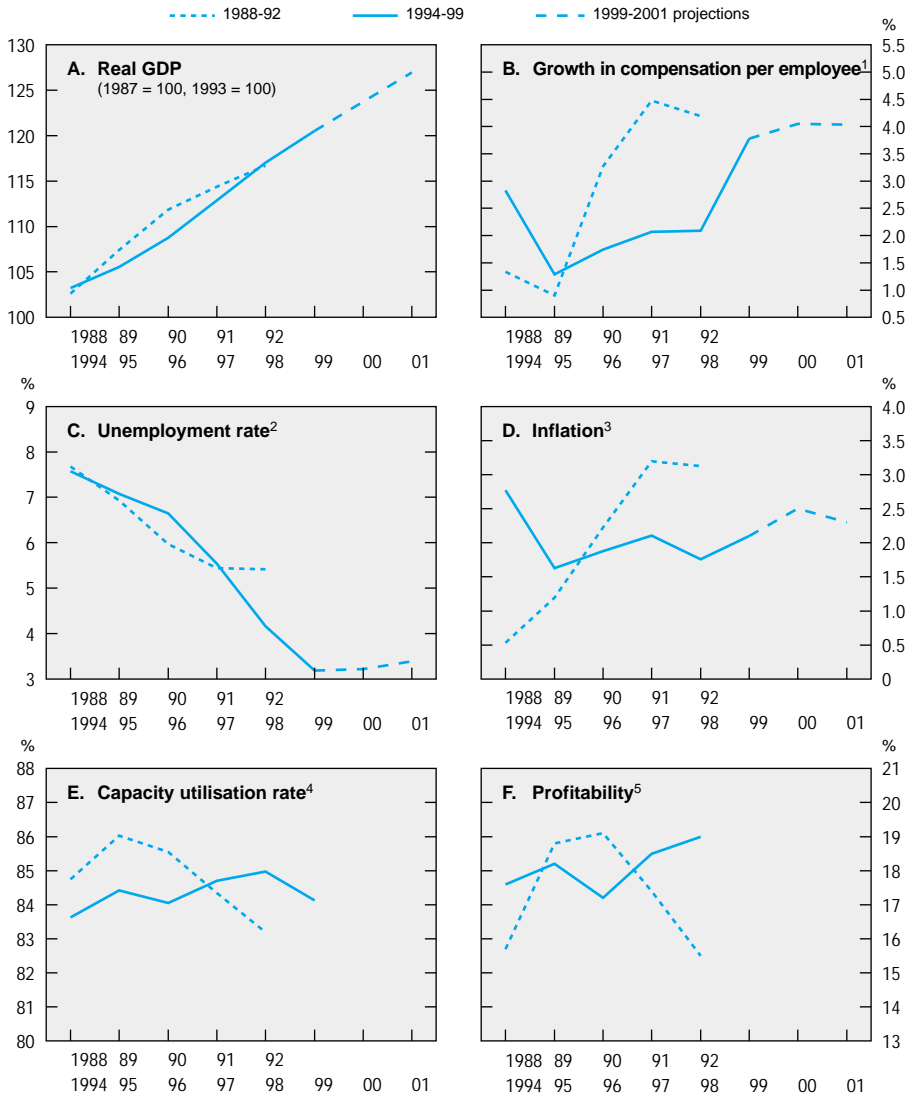 1988-92 1994-99 1999-2001 projections
%
130 5.5
A. Real GDP B. Growth in compensation per employee1
(1987 = 100, 1993 = 100)
125 5.0
4.5
120 4.0
3.5
115 3.0
2.5
110 2.0
105 1.5
1.0
100 0.5
1988 89 90 91 92 1988 89 90 91 92
1994 95 96 97 98 99 00 01 1994 95 96 97 98 99 00 01
% %
9 4.0
C. Unemployment rate2 D. Inflation3
8 3.5
3.0
7 2.5
6 2.0
5 1.5
4 1.0
0.5
3 0
1988 89 90 91 92 1988 89 90 91 92
1994 95 96 97 98 99 00 01 1994 95 96 97 98 99 00 01
% %
88 21
E. Capacity utilisation rate4 F. Profitability5
87 20
86 19
85 18
84 17
83 16
82 15
81 14
80 13
1988 89 90 91 92 1988 89 90 91 92
1994 95 96 97 98 99 00 01 1994 95 96 97 98 99 00 01